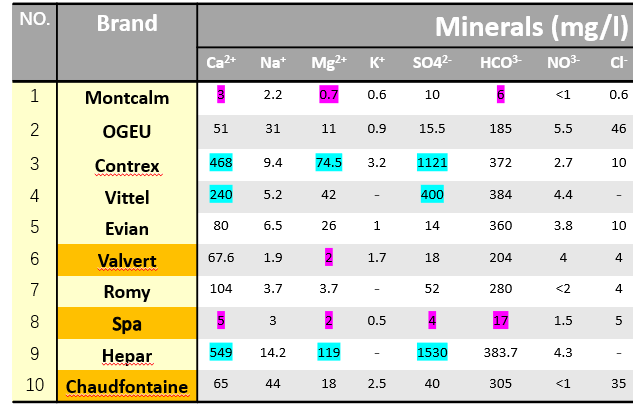 NO. Brand Minerals (mg/l)
Ca2+ Na+ Mg2+ K+ SO42- HCO3- NO3- Cl-
1 Montcalm 3 2.2 0.7 0.6 10 6 <1 0.6
2 OGEU 51 31 11 0.9 15.5 185 5.5 46
3 Contrex 468 9.4 74.5 3.2 1121 372 2.7 10
4 Vittel 240 5.2 42 - 400 384 4.4 -
5 Evian 80 6.5 26 1 14 360 3.8 10
6 Valvert 67.6 1.9 2 1.7 18 204 4 4
7 Romy 104 3.7 3.7 - 52 280 <2 4
8 Spa 5 3 2 0.5 4 17 1.5 5
9 Hepar 549 14.2 119 - 1530 383.7 4.3 -
10 Chaudfontaine 65 44 18 2.5 40 305 <1 35